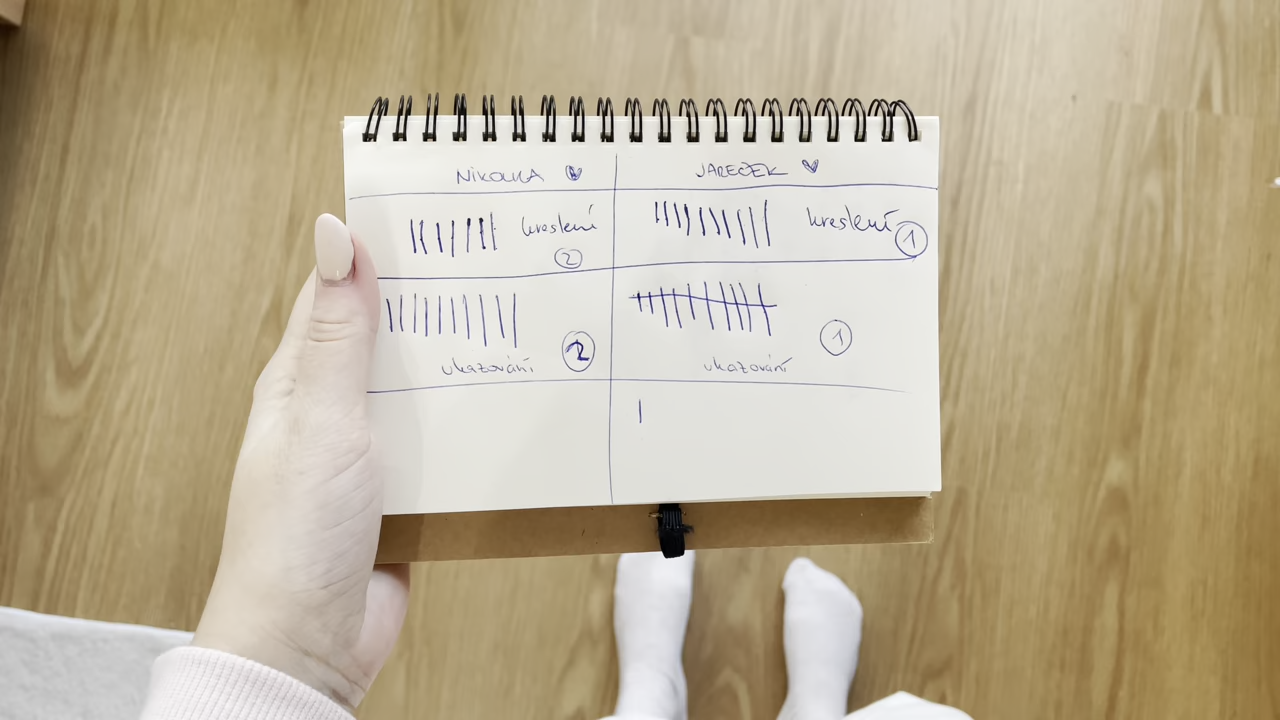 NIKOLKA
JAREČEK
kreslení
2
kreslení
1
ukazování
2
ukazování
1